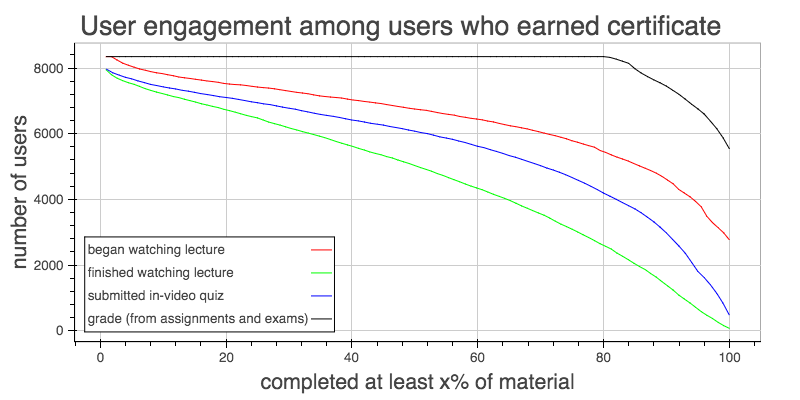 User engagement among users who earned certificate
number of users
8000
6000
4000
2000
0
began watching lecture
finished watching lecture
submitted in-video quiz
grade (from assignments and exams)
0 20 40 60 80 100
completed at least x% of material